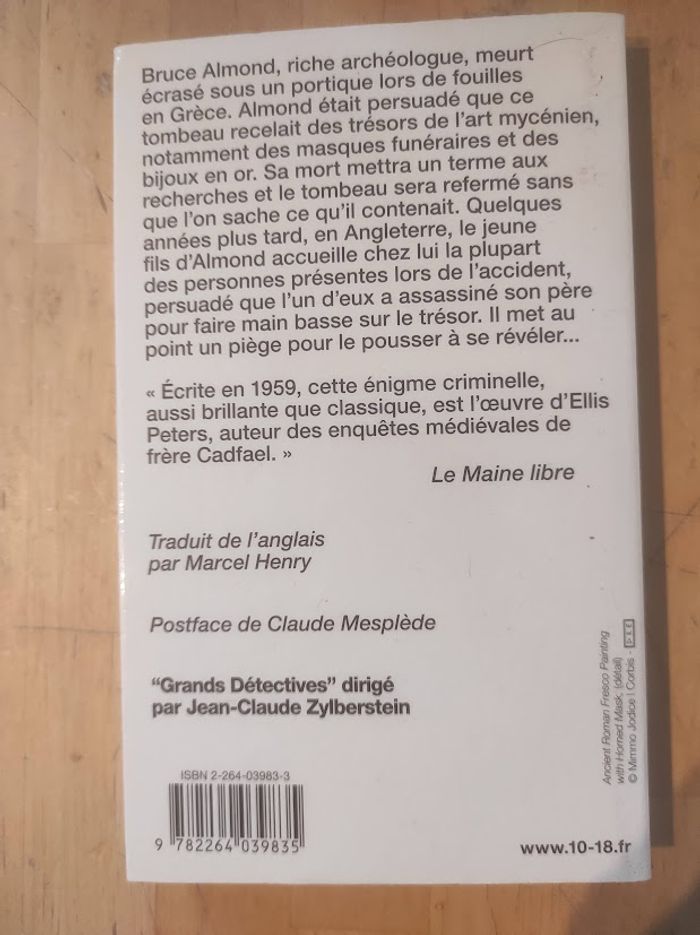 Bruce Almond, riche archéologue, meurt
écrasé sous un portique lors de fouilles
en Grèce. Almond était persuadé que ce
tombeau recelait des trésors de l'art mycénien,
notamment des masques funéraires et des
bijoux en or. Sa mort mettra un terme aux
recherches et le tombeau sera refermé sans
que l'on sache ce qu'il contenait. Quelques
années plus tard, en Angleterre, le jeune
fils d'Almond accueille chez lui la plupart
des personnes présentes lors de l'accident,
persuadé que l'un d'eux a assassiné son père
pour faire main basse sur le trésor. Il met au
point un piège pour le pousser à se révéler...
« Écrite en 1959, cette énigme criminelle,
aussi brillante que classique, est l'œuvre d'Ellis
Peters, auteur des enquêtes médiévales de
frère Cadfael. »
Le Maine libre
Traduit de l'anglais
par Marcel Henry
Postface de Claude Mesplède
"Grands Détectives" dirigé
par Jean-Claude Zylberstein
Ancient Roman Fresco Painting
with Horned Mask, (détail)
© Mimmo Jodice | Corbis -
ISBN 2-264-03983-3
9 782264 039835
www.10-18.fr